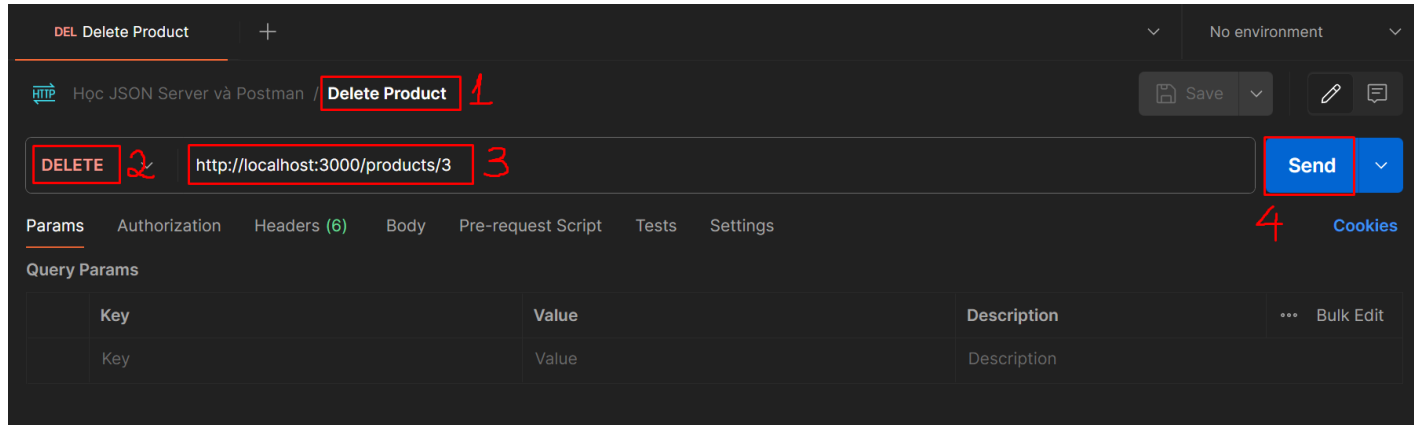 DEL Delete Product
No environment
HTTP Học JSON Server và Postman / Delete Product 1
Save
DELETE 2 http://localhost:3000/products/3 3
Send
4
Params Authorization Headers (6) Body Pre-request Script Tests Settings
Cookies
Query Params
Key Value Description ••• Bulk Edit
Key Value Description